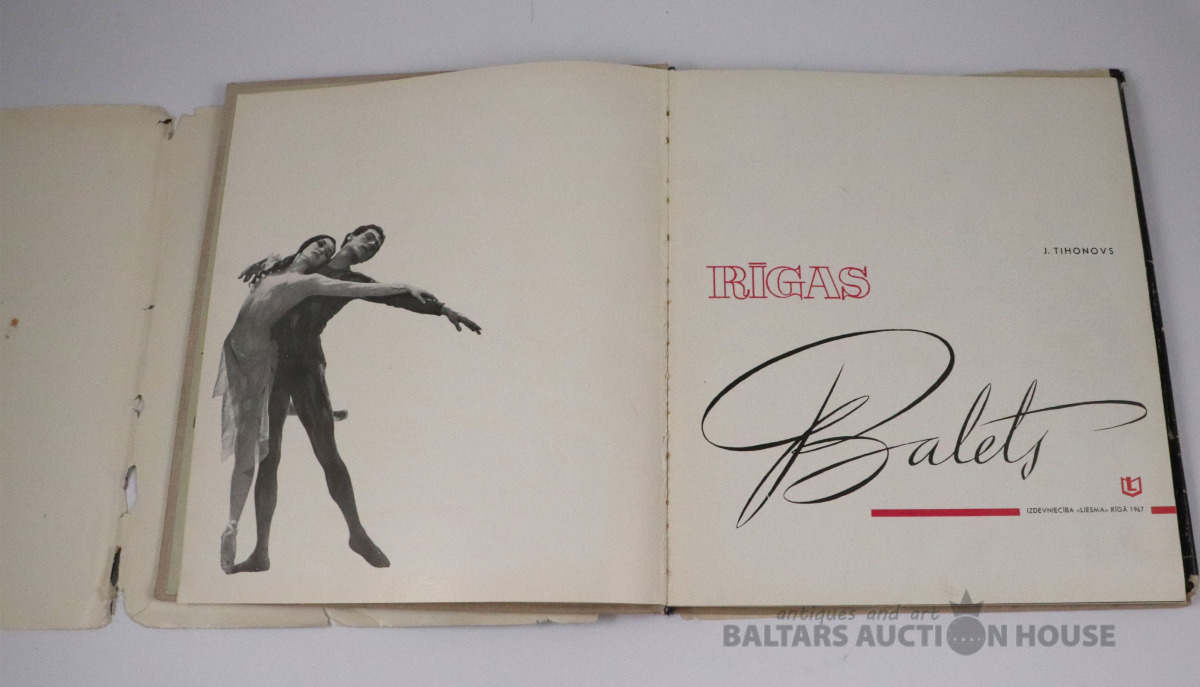 J. TIHONOVS
RĪGAS
Balets
IZDEVNIECĪBA «LIESMA» RĪGĀ 1967
antiques and art
BALTARS AUCTION HOUSE